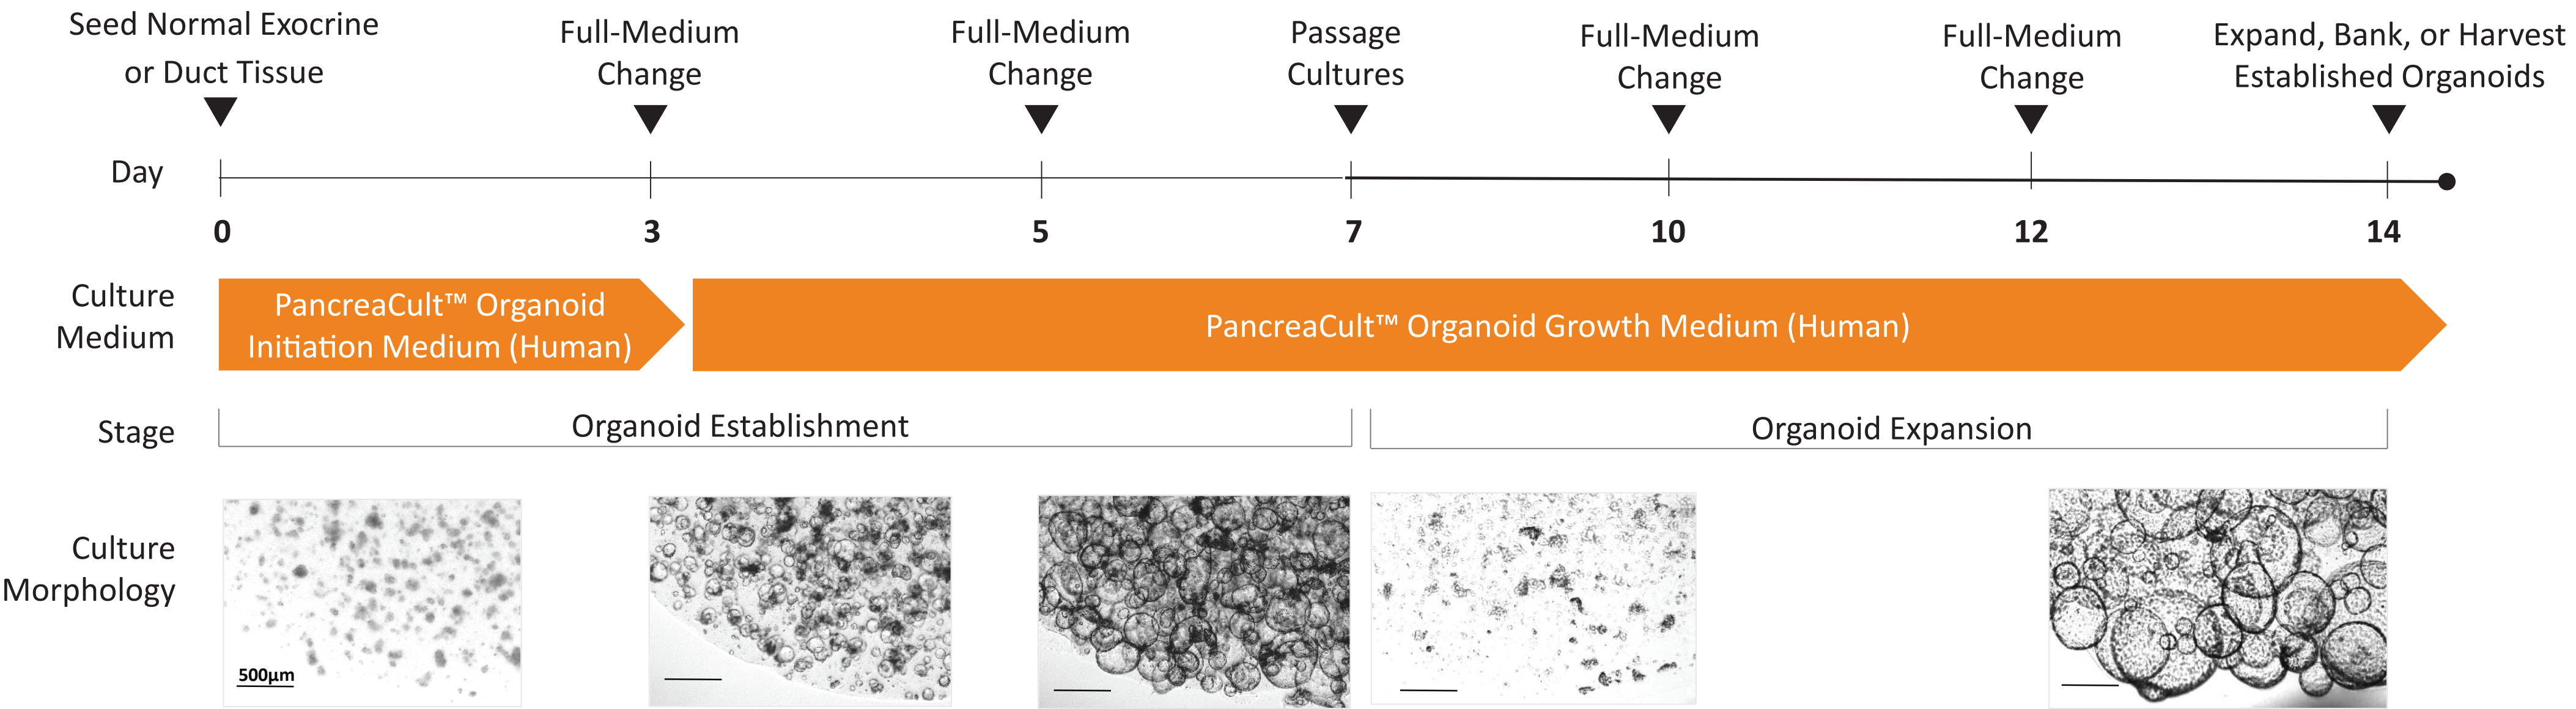 Seed Normal Exocrine
or Duct Tissue
Full-Medium
Change
Full-Medium
Change
Passage
Cultures
Full-Medium
Change
Full-Medium
Change
Expand, Bank, or Harvest
Established Organoids
Day
0 3 5 7 10 12 14
Culture
Medium
PancreaCult™ Organoid
Initiation Medium (Human)
PancreaCult™ Organoid Growth Medium (Human)
Stage
Organoid Establishment
Organoid Expansion
Culture
Morphology
500µm